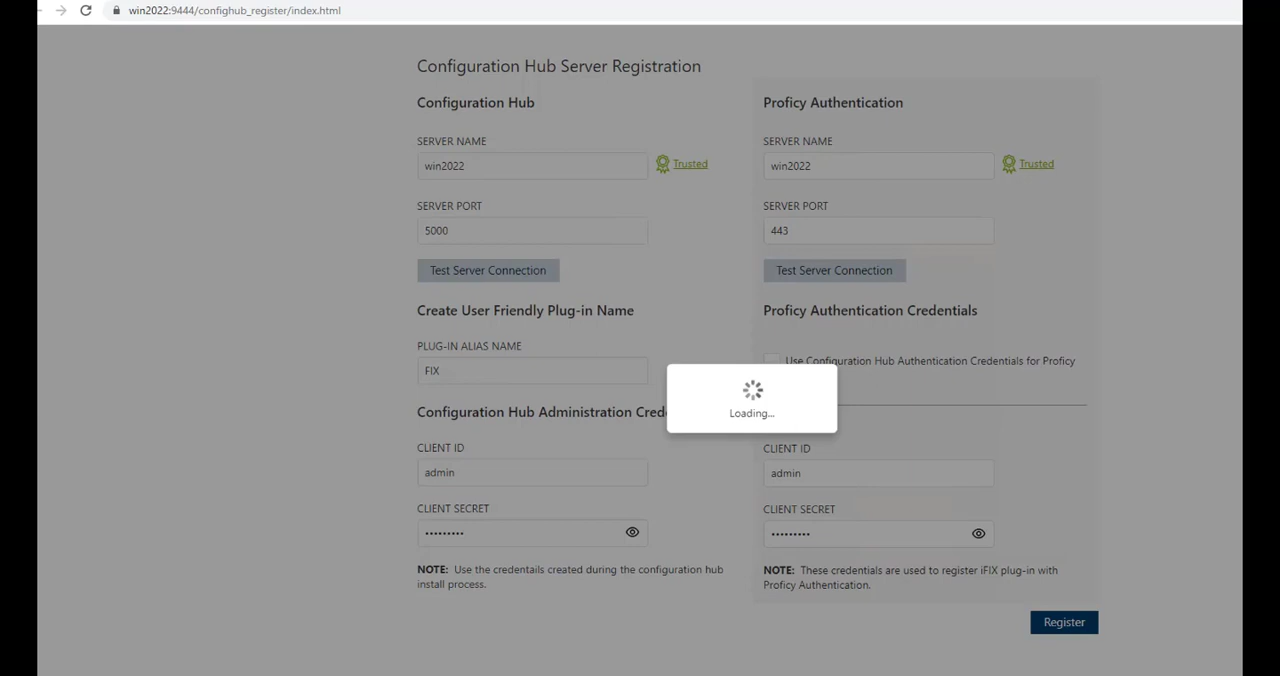 win2022:9444/confighub_register/index.html
Configuration Hub Server Registration
Configuration Hub
SERVER NAME
win2022
Trusted
SERVER PORT
5000
Test Server Connection
Create User Friendly Plug-in Name
PLUG-IN ALIAS NAME
FIX
Configuration Hub Administration Crede
CLIENT ID
admin
CLIENT SECRET
•••••••••
NOTE: Use the credentails created during the configuration hub
install process.
Proficy Authentication
SERVER NAME
win2022
Trusted
SERVER PORT
443
Test Server Connection
Proficy Authentication Credentials
Use Configuration Hub Authentication Credentials for Proficy
Loading...
CLIENT ID
admin
CLIENT SECRET
•••••••••
NOTE: These credentials are used to register iFIX plug-in with
Proficy Authentication.
Register